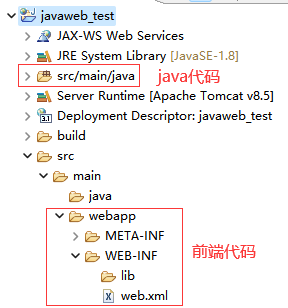 javaweb_test
JAX-WS Web Services
JRE System Library [JavaSE-1.8]
src/main/java java代码
Server Runtime [Apache Tomcat v8.5]
Deployment Descriptor: javaweb_test
build
src
main
java
webapp
META-INF
WEB-INF 前端代码
lib
web.xml